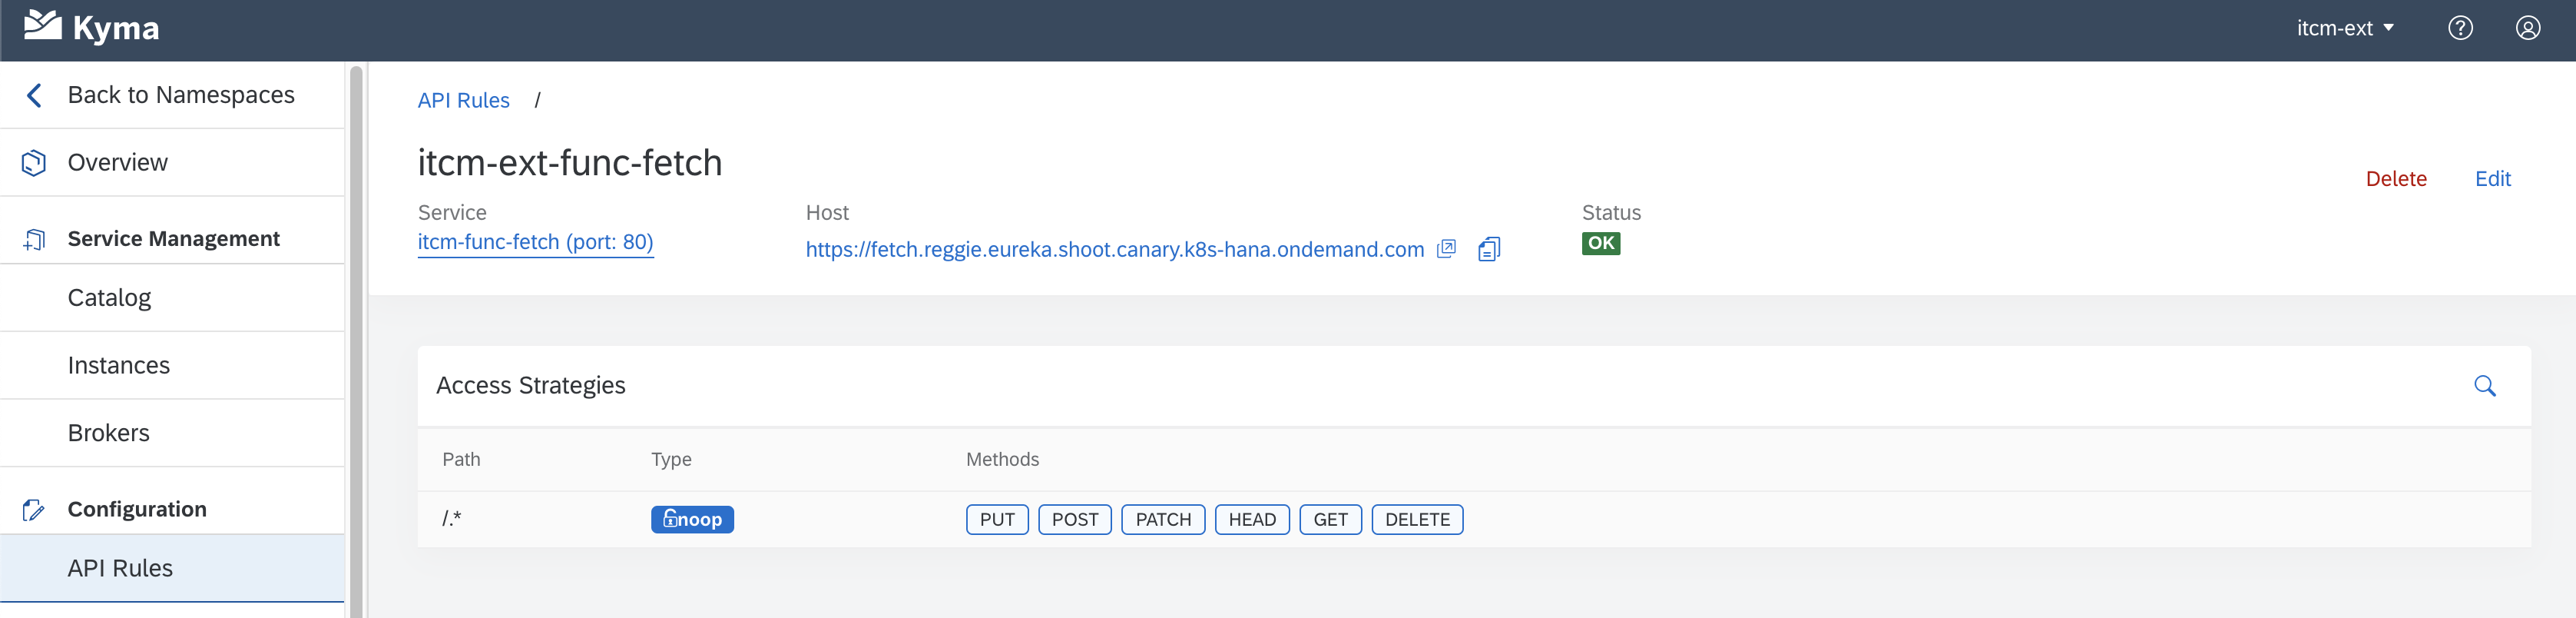 Kyma
itcm-ext
Back to Namespaces
Overview
Service Management
Catalog
Instances
Brokers
Configuration
API Rules
API Rules /
itcm-ext-func-fetch
Delete Edit
Service Host Status
itcm-func-fetch (port: 80) https://fetch.reggie.eureka.shoot.canary.k8s-hana.ondemand.com OK
Access Strategies
Path Type Methods
/.* noop PUT POST PATCH HEAD GET DELETE